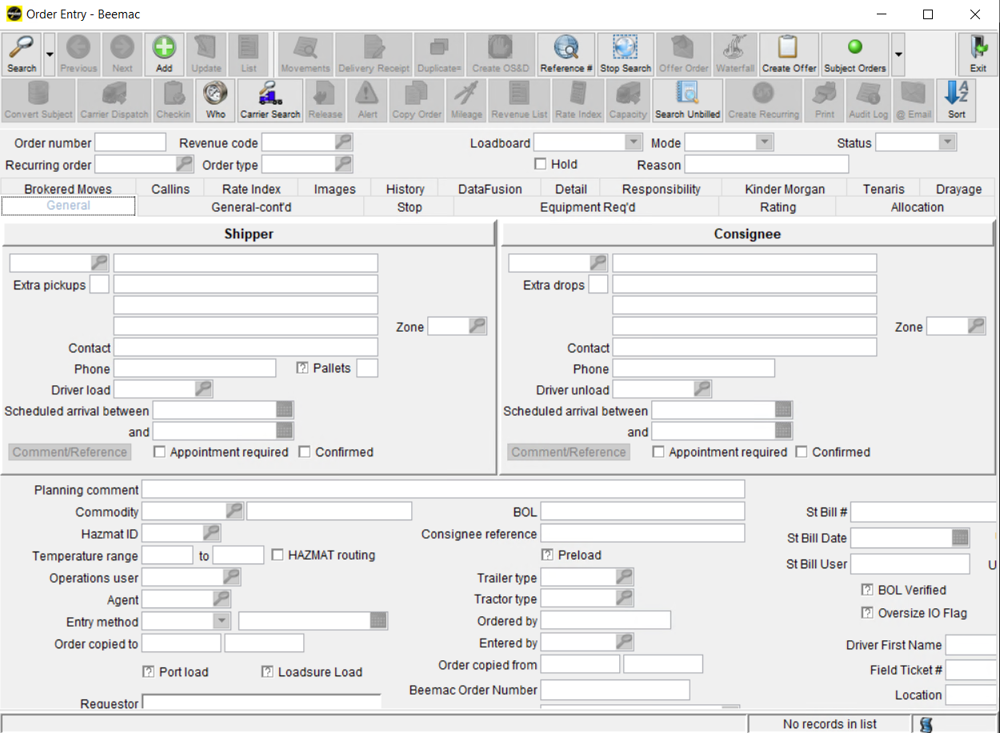 Order Entry - Beemac
Search Previous Next Add Update List Movements Delivery Receipt Duplicate= Create OS&D Reference # Stop Search Offer Order Waterfall Create Offer Subject Orders Exit
Convert Subject Carrier Dispatch Checkin Who Carrier Search Release Alert Copy Order Mileage Revenue List Rate Index Capacity Search Unbilled Create Recurring Print Audit Log @ Email Sort
Order number Revenue code Loadboard Mode Status
Recurring order Order type Hold Reason
Brokered Moves Callins Rate Index Images History DataFusion Detail Responsibility Kinder Morgan Tenaris Drayage
General General-cont'd Stop Equipment Req'd Rating Allocation
Shipper Consignee
Extra pickups Extra drops
Zone Zone
Contact Contact
Phone ? Pallets Phone
Driver load Driver unload
Scheduled arrival between Scheduled arrival between
and and
Comment/Reference Appointment required Confirmed Comment/Reference Appointment required Confirmed
Planning comment
Commodity BOL St Bill #
Hazmat ID Consignee reference St Bill Date
Temperature range to HAZMAT routing ? Preload St Bill User U
Operations user Trailer type ? BOL Verified
Agent Tractor type ? Oversize IO Flag
Entry method Ordered by
Order copied to Entered by Driver First Name
? Port load ? Loadsure Load Order copied from Field Ticket #
Beemac Order Number Location
Requestor
No records in list